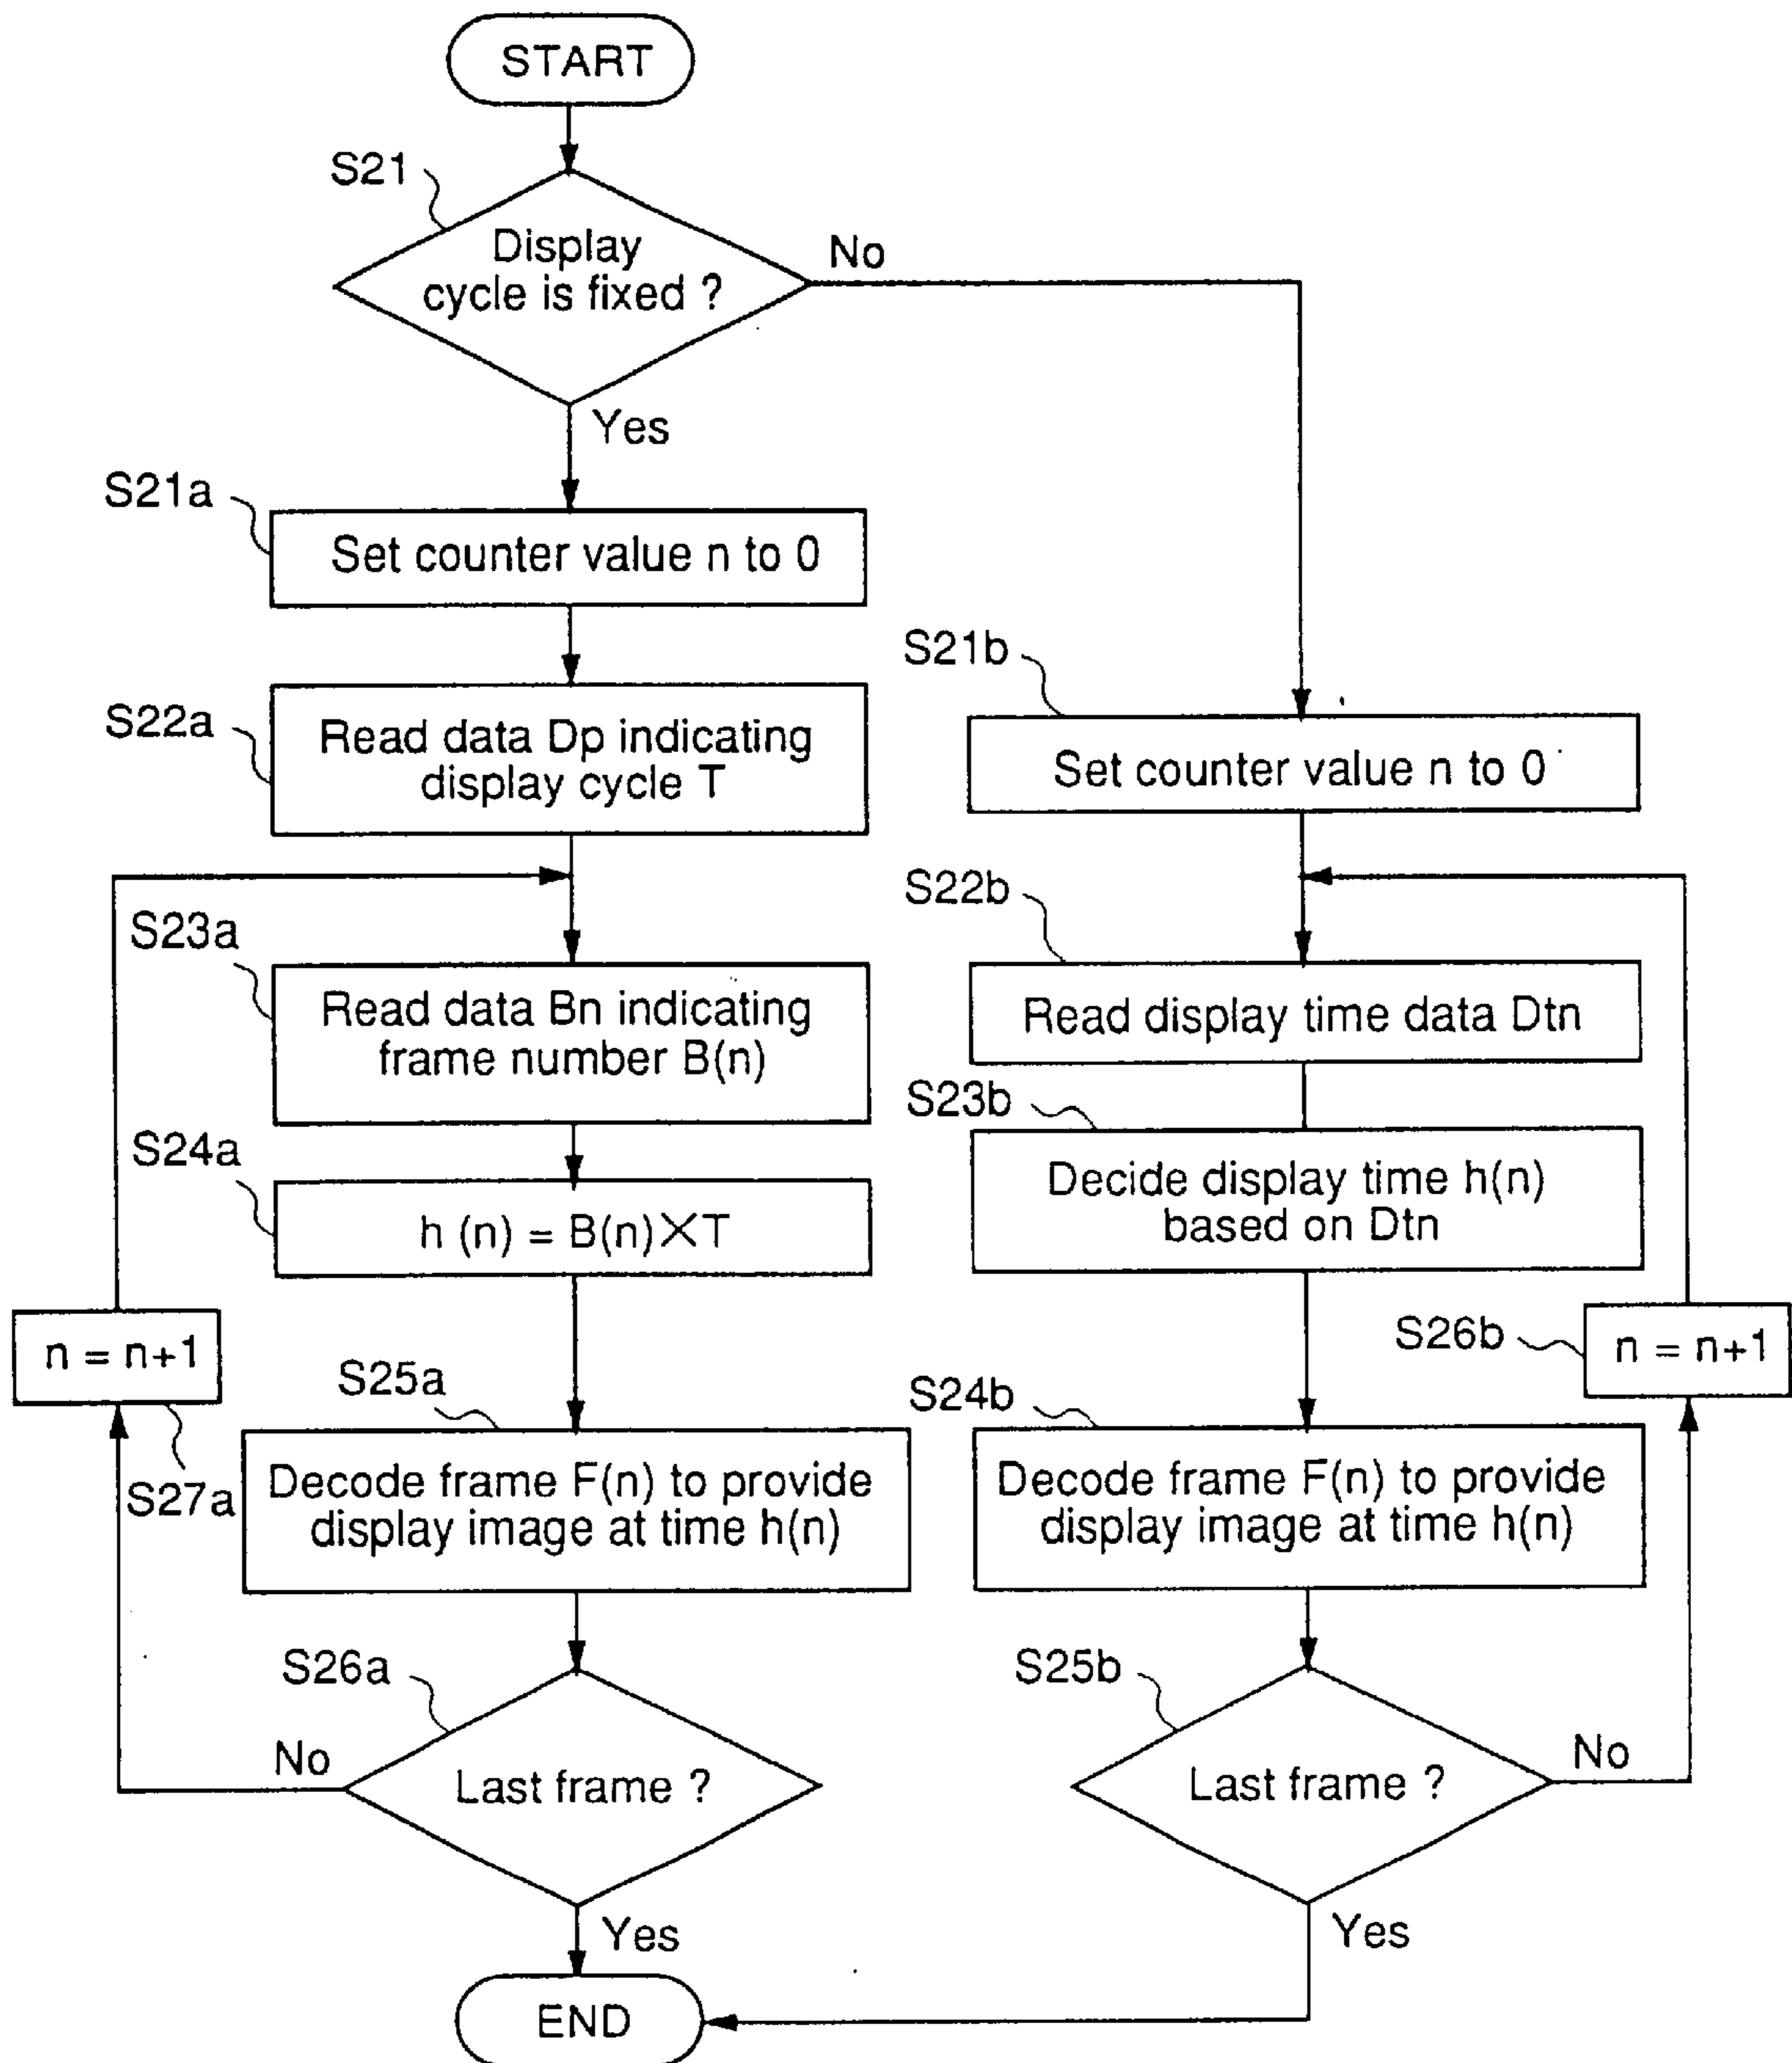 START
S21
Display
cycle is fixed ?
No
Yes
S21a
Set counter value n to 0
S22a
Read data Dp indicating
display cycle T
S23a
Read data Bn indicating
frame number B(n)
S24a
h (n) = B(n)×T
S25a
Decode frame F(n) to provide
display image at time h(n)
S26a
Last frame ?
No
n = n+1
S27a
Yes
S21b
Set counter value n to 0
S22b
Read display time data Dtn
S23b
Decide display time h(n)
based on Dtn
S24b
Decode frame F(n) to provide
display image at time h(n)
S25b
Last frame ?
No
S26b
n = n+1
Yes
END